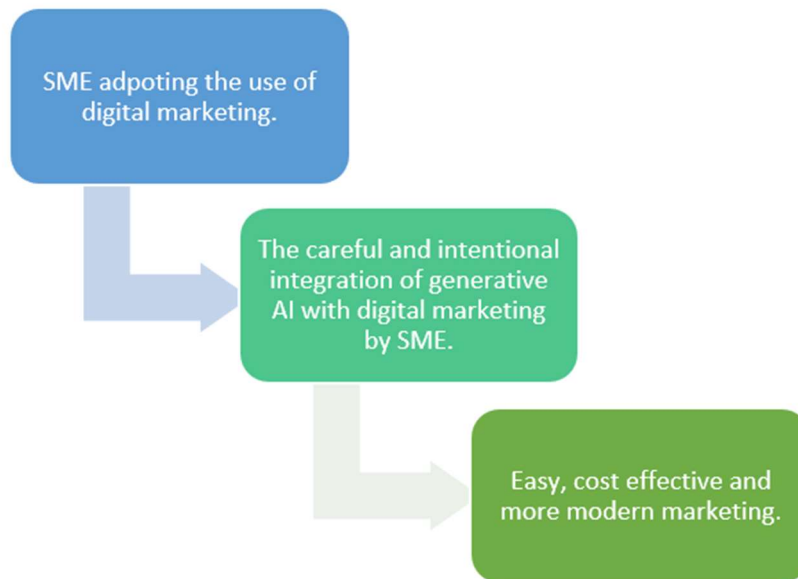 SME adpoting the use of
digital marketing.
The careful and intentional
integration of generative
AI with digital marketing
by SME.
Easy, cost effective and
more modern marketing.